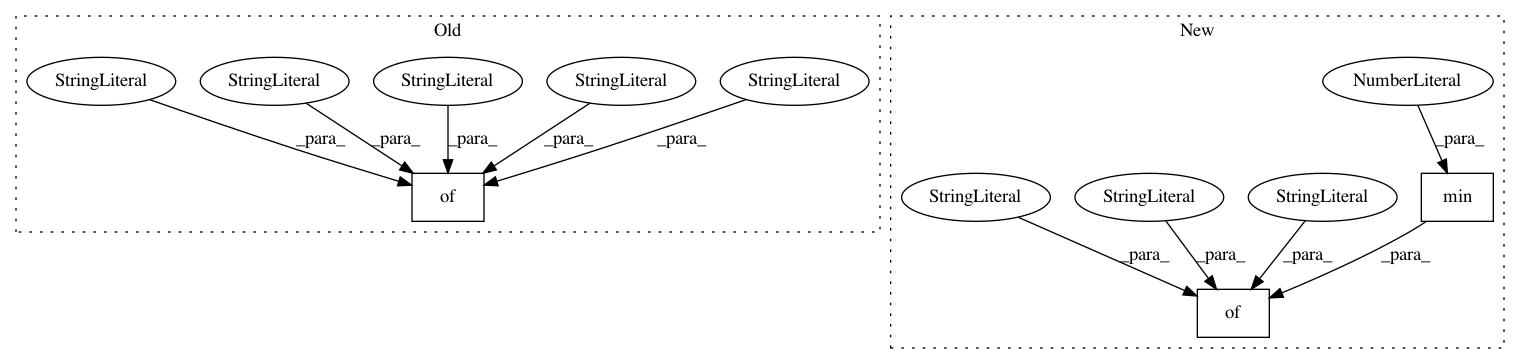 Old
StringLiteral StringLiteral StringLiteral StringLiteral StringLiteral
_para_ _para_ _para_ _para_ _para_
of
New
NumberLiteral
_para_
StringLiteral StringLiteral StringLiteral min
_para_ _para_ _para_ _para_
of